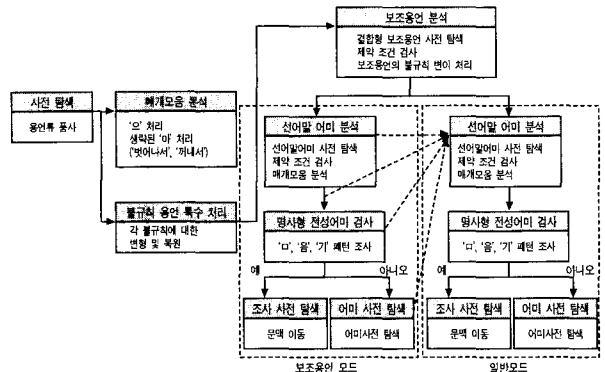 보조용언 분석
결합형 보조용언 사전 탐색
제약 조건 검사
보조용언의 불규칙 변이 처리
사전 탐색
용언류 품사
매개모음 분석
'으' 처리
생략된 '아' 처리
('벗어나서', '꺼내서')
불규칙 용언 특수 처리
각 불규칙에 대한
변형 및 복원
선어말 어미 분석
선어말어미 사전 탐색
제약 조건 검사
매개모음 분석
명사형 전성어미 검사
'ㅁ', '음', '기' 패턴 조사
예
아니오
조사 사전 탐색
문맥 이동
어미 사전 탐색
어미사전 탐색
보조용언 모드
선어말 어미 분석
선어말어미 사전 탐색
제약 조건 검사
매개모음 분석
명사형 전성어미 검사
'ㅁ', '음', '기' 패턴 조사
예
아니오
조사 사전 탐색
문맥 이동
어미 사전 탐색
어미사전 탐색
일반모드